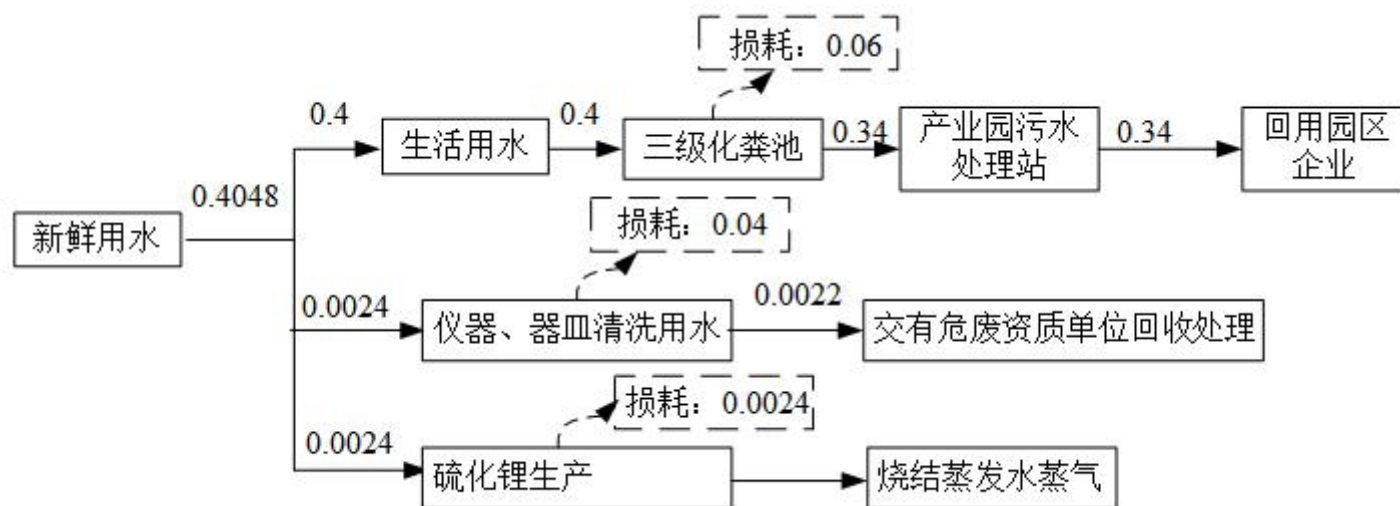 损耗：0.06
0.4
生活用水
0.4
三级化粪池
0.34
产业园污水
处理站
0.34
回用园区
企业
0.4048
新鲜用水
损耗：0.04
0.0024
仪器、器皿清洗用水
0.0022
交有危废资质单位回收处理
损耗：0.0024
0.0024
硫化锂生产
烧结蒸发水蒸气